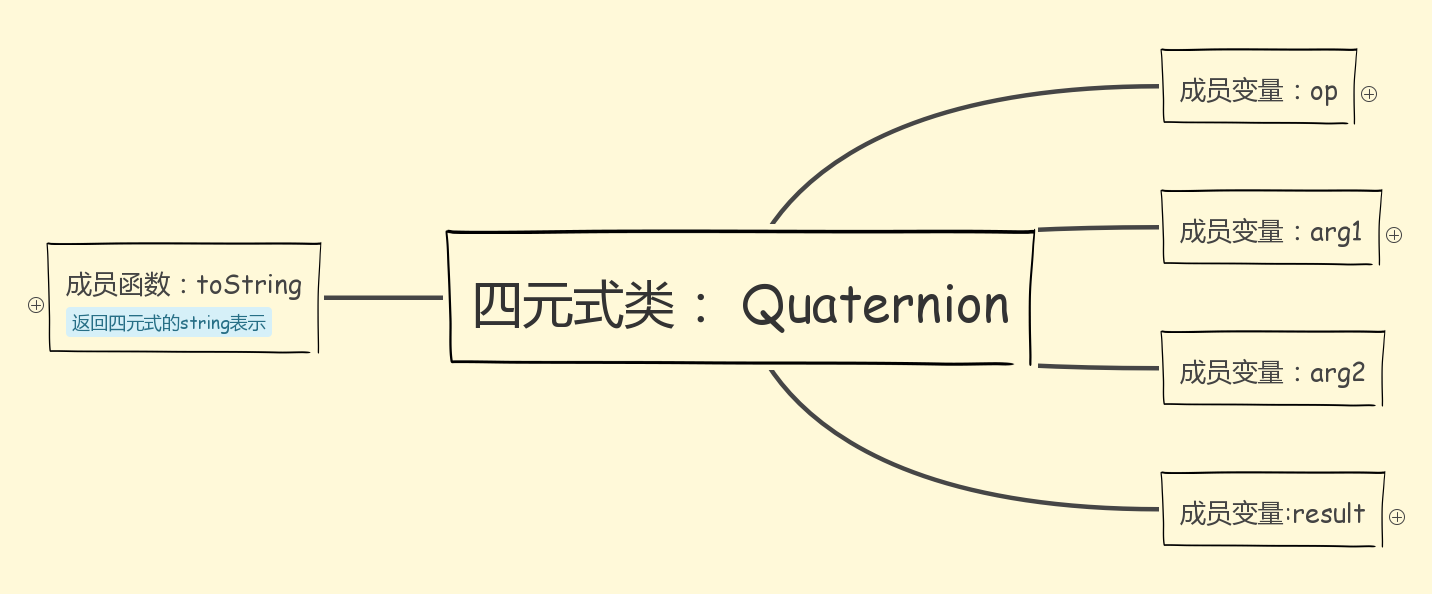 成员函数：toString
返回四元式的string表示
四元式类： Quaternion
成员变量：op
成员变量：arg1
成员变量：arg2
成员变量:result